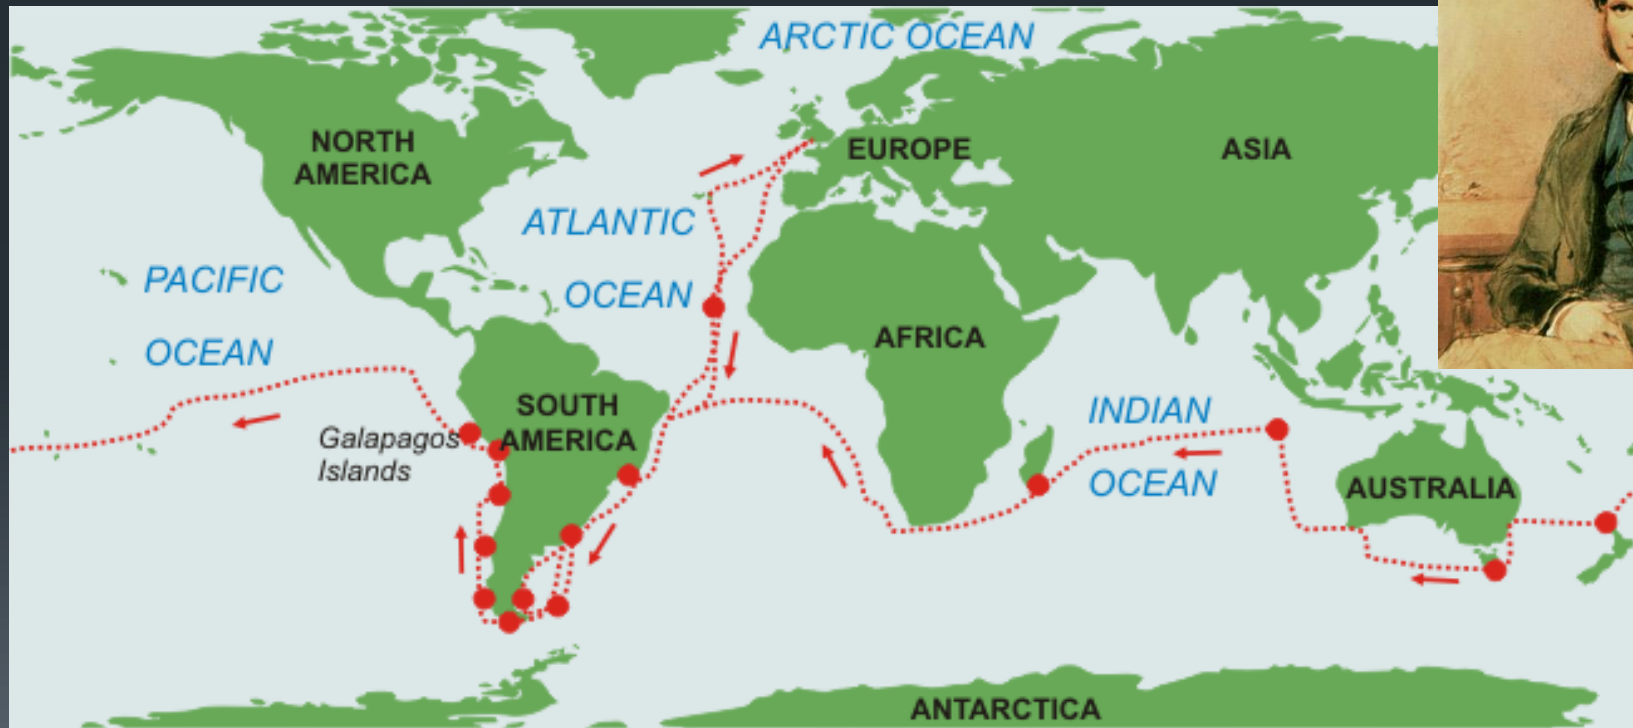 ARCTIC OCEAN
NORTH
AMERICA
EUROPE
ASIA
ATLANTIC
OCEAN
PACIFIC
OCEAN
AFRICA
SOUTH
AMERICA
Galapagos
Islands
INDIAN
OCEAN
AUSTRALIA
ANTARCTICA